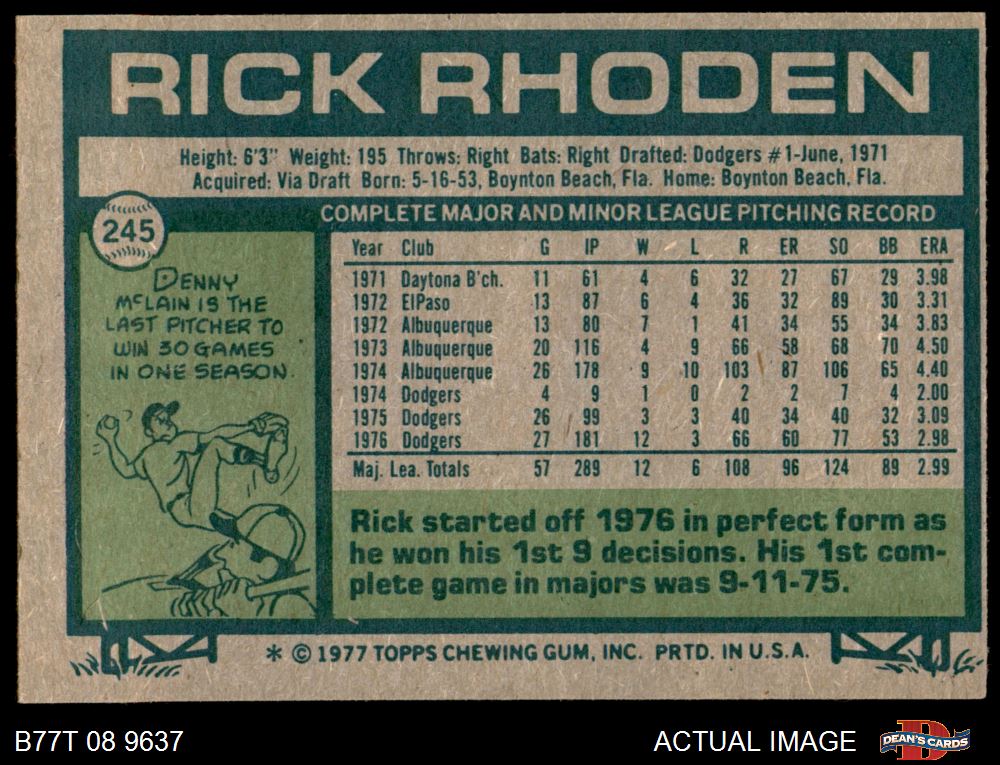 RICK RHODEN
Height: 6'3" Weight: 195 Throws: Right Bats: Right Drafted: Dodgers #1-June, 1971
Acquired: Via Draft Born: 5-16-53, Boynton Beach, Fla. Home: Boynton Beach, Fla.
245
COMPLETE MAJOR AND MINOR LEAGUE PITCHING RECORD
DENNY
McLAIN IS THE
LAST PITCHER TO
WIN 30 GAMES
IN ONE SEASON.
Year Club G IP W L R ER SO BB ERA
1971 Daytona B'ch. 11 61 4 6 32 27 67 29 3.98
1972 ElPaso 13 87 6 4 36 32 89 30 3.31
1972 Albuquerque 13 80 7 1 41 34 55 34 3.83
1973 Albuquerque 20 116 4 9 66 58 68 70 4.50
1974 Albuquerque 26 178 9 10 103 87 106 65 4.40
1974 Dodgers 4 9 1 0 2 2 7 4 2.00
1975 Dodgers 26 99 3 3 40 34 40 32 3.09
1976 Dodgers 27 181 12 3 66 60 77 53 2.98
Maj. Lea. Totals 57 289 12 6 108 96 124 89 2.99
Rick started off 1976 in perfect form as
he won his 1st 9 decisions. His 1st com-
plete game in majors was 9-11-75.
* © 1977 TOPPS CHEWING GUM, INC. PRTD. IN U.S.A.
B77T 08 9637
ACTUAL IMAGE
D
DEAN'S CARDS